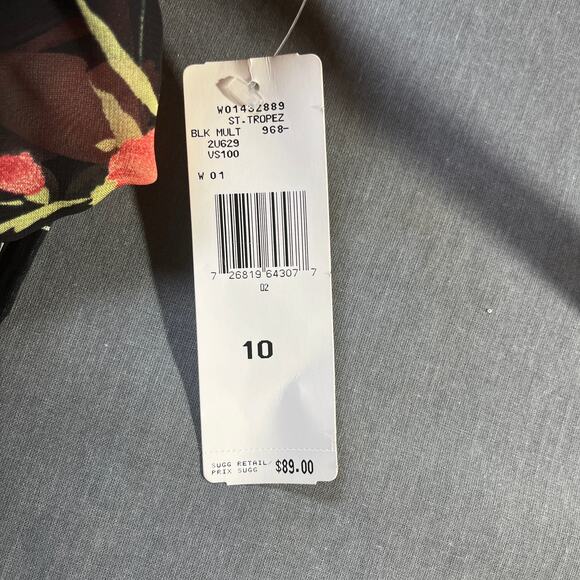 W01432889
ST.TROPEZ
BLK MULT 968-
2U629
VS100
W 01
7 26819 64307 7
02
10
SUGG RETAIL/
PRIX SUGG $89.00